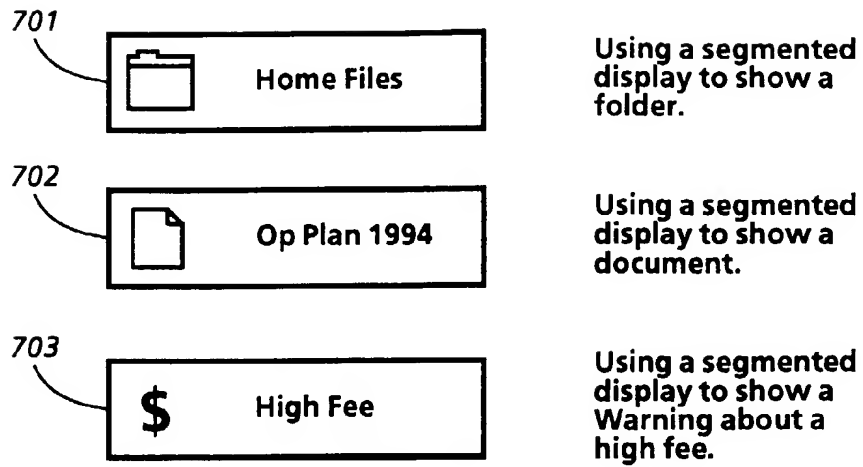 701
Home Files
Using a segmented
display to show a
folder.
702
Op Plan 1994
Using a segmented
display to show a
document.
703
$ High Fee
Using a segmented
display to show a
Warning about a
high fee.